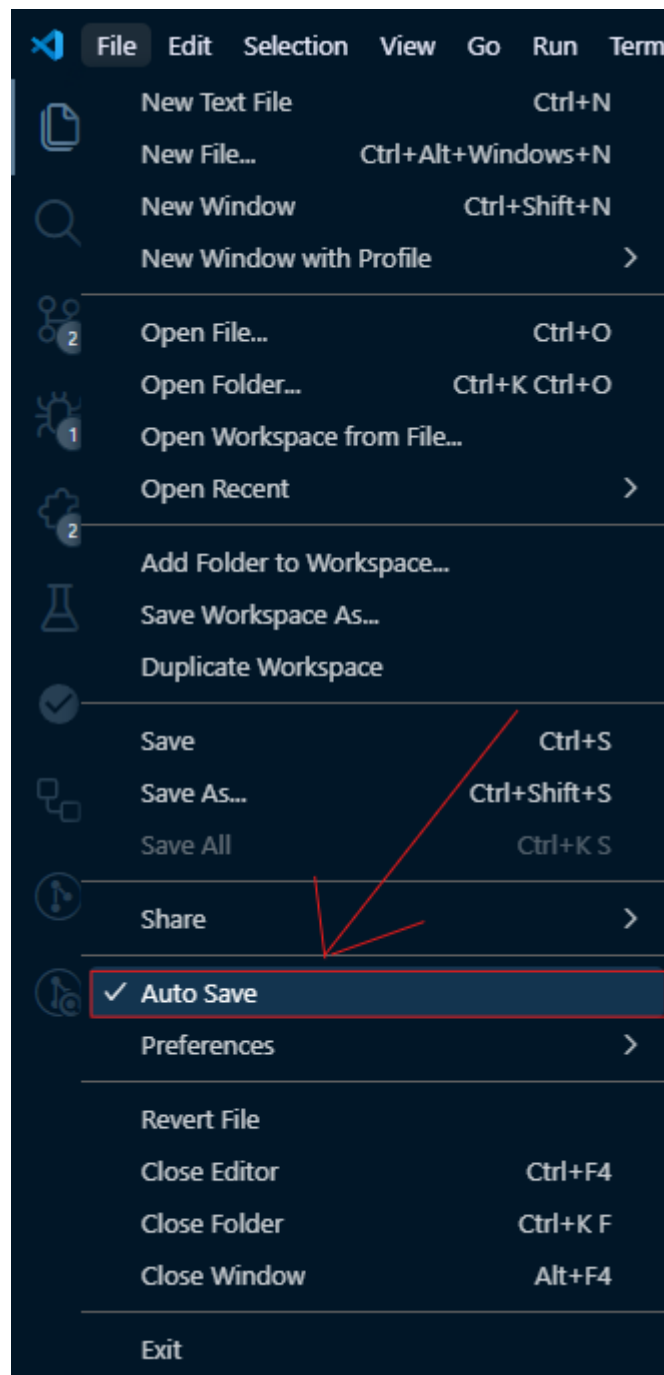 File Edit Selection View Go Run Term
New Text File Ctrl+N
New File... Ctrl+Alt+Windows+N
New Window Ctrl+Shift+N
New Window with Profile
Open File... Ctrl+O
2
Open Folder... Ctrl+K Ctrl+O
Open Workspace from File...
1
Open Recent
2
Add Folder to Workspace...
Save Workspace As...
Duplicate Workspace
Save Ctrl+S
Save As... Ctrl+Shift+S
Save All Ctrl+K S
Share
Auto Save
Preferences
Revert File
Close Editor Ctrl+F4
Close Folder Ctrl+K F
Close Window Alt+F4
Exit